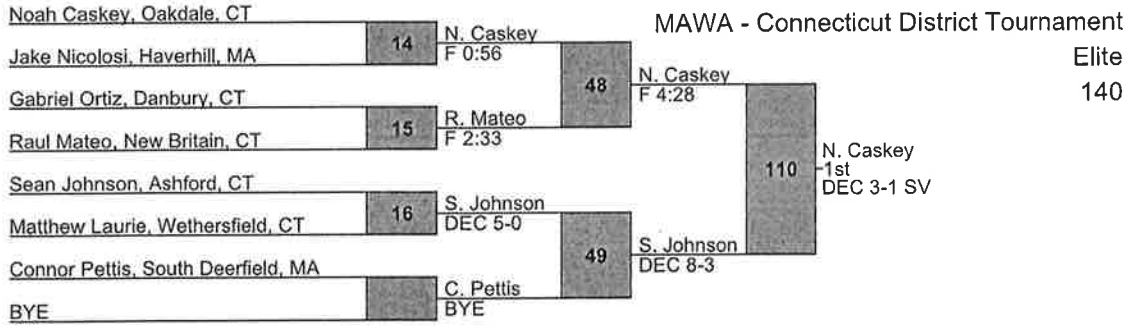 MAWA - Connecticut District Tournament
Elite
140
Noah Caskey, Oakdale, CT
Jake Nicolosi, Haverhill, MA
Gabriel Ortiz, Danbury, CT
Raul Mateo, New Britain, CT
Sean Johnson, Ashford, CT
Matthew Laurie, Wethersfield, CT
Connor Pettis, South Deerfield, MA
BYE
14
15
16
N. Caskey
F 0:56
R. Mateo
F 2:33
S. Johnson
DEC 5-0
C. Pettis
BYE
48
49
N. Caskey
F 4:28
S. Johnson
DEC 8-3
110
N. Caskey
1st
DEC 3-1 SV